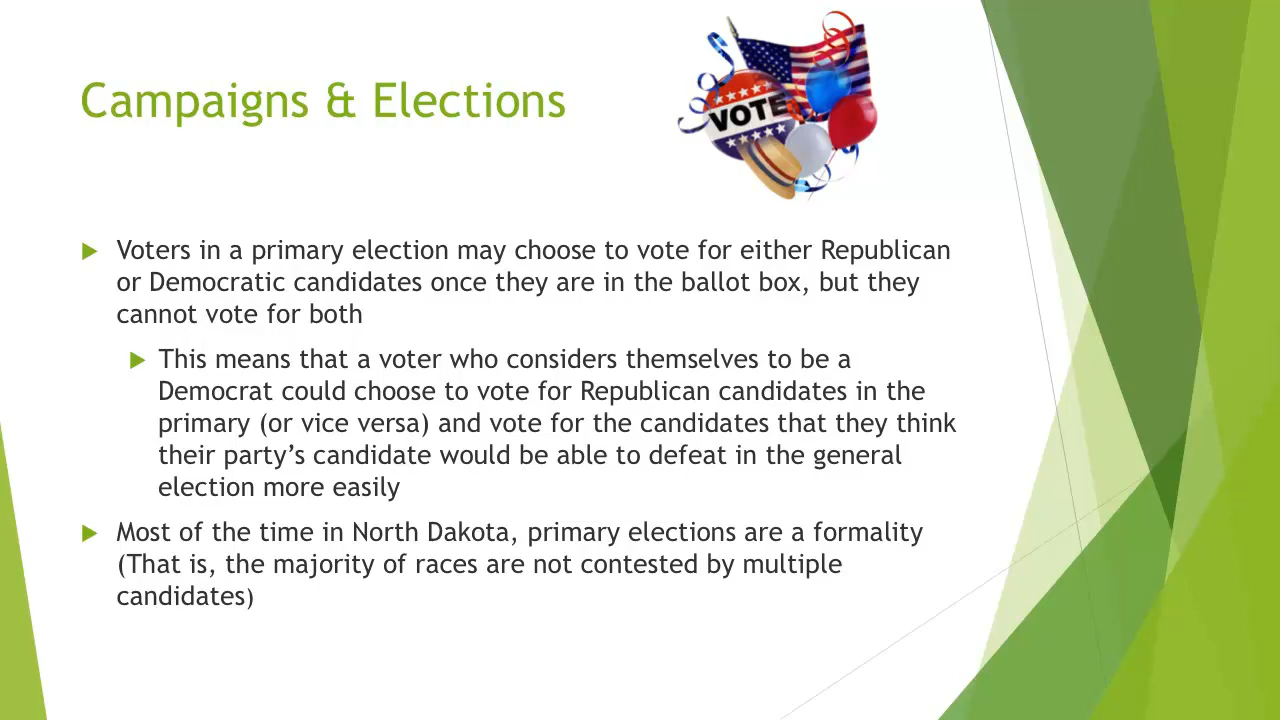 Campaigns & Elections
VOTE
Voters in a primary election may choose to vote for either Republican
or Democratic candidates once they are in the ballot box, but they
cannot vote for both
This means that a voter who considers themselves to be a
Democrat could choose to vote for Republican candidates in the
primary (or vice versa) and vote for the candidates that they think
their party’s candidate would be able to defeat in the general
election more easily
Most of the time in North Dakota, primary elections are a formality
(That is, the majority of races are not contested by multiple
candidates)